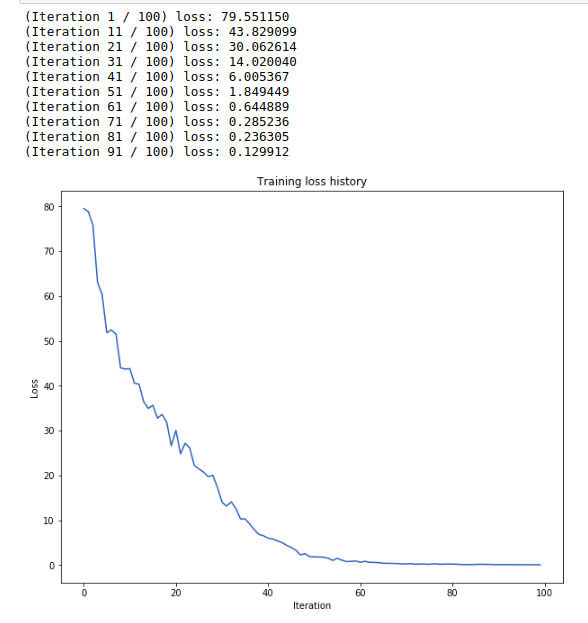 (Iteration 1 / 100) loss: 79.551150
(Iteration 11 / 100) loss: 43.829099
(Iteration 21 / 100) loss: 30.062614
(Iteration 31 / 100) loss: 14.020040
(Iteration 41 / 100) loss: 6.005367
(Iteration 51 / 100) loss: 1.849449
(Iteration 61 / 100) loss: 0.644889
(Iteration 71 / 100) loss: 0.285236
(Iteration 81 / 100) loss: 0.236305
(Iteration 91 / 100) loss: 0.129912
Training loss history
80
70
60
50
40
30
20
10
0
Loss
0 20 40 60 80 100
Iteration